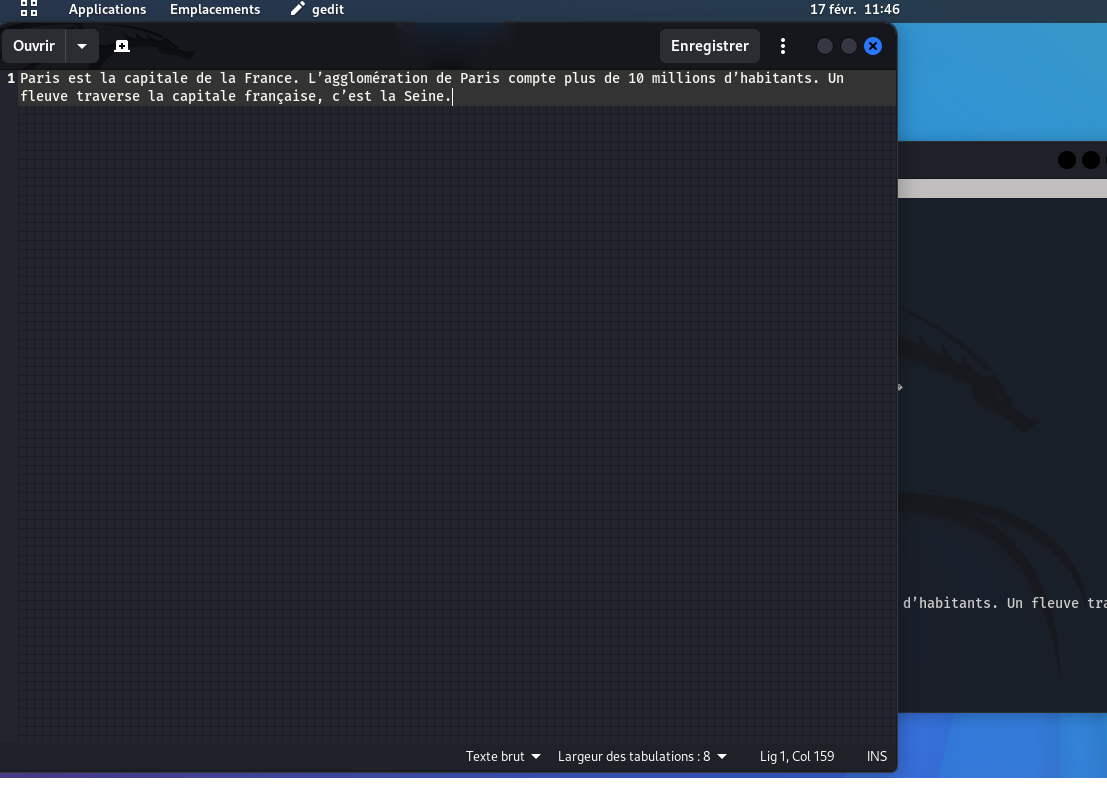 Applications Emplacements gedit 17 févr. 11:46
Ouvrir Enregistrer
1 Paris est la capitale de la France. L’agglomération de Paris compte plus de 10 millions d’habitants. Un
fleuve traverse la capitale française, c’est la Seine.
d’habitants. Un fleuve tra
Texte brut Largeur des tabulations : 8 Lig 1, Col 159 INS